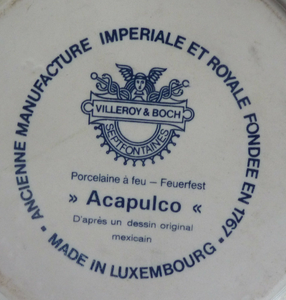 · ANCIENNE MANUFACTURE IMPERIALE ET ROYALE FONDEE EN 1767 ·
VILLEROY & BOCH
SEPTFONTAINES
Porcelaine à feu – Feuerfest
» Acapulco «
D'après un dessin original
mexicain
MADE IN LUXEMBOURG